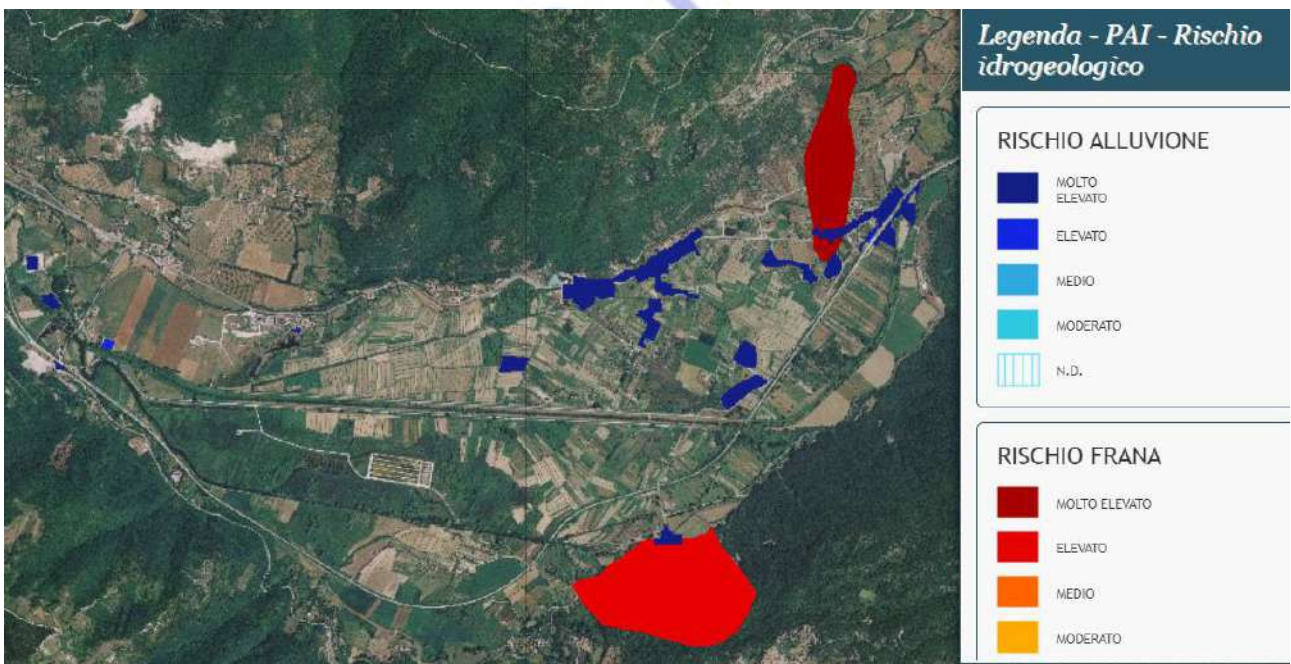 Legenda - PAI - Rischio
idrogeologico
RISCHIO ALLUVIONE
MOLTO
ELEVATO
ELEVATO
MEDIO
MODERATO
N.D.
RISCHIO FRANA
MOLTO ELEVATO
ELEVATO
MEDIO
MODERATO